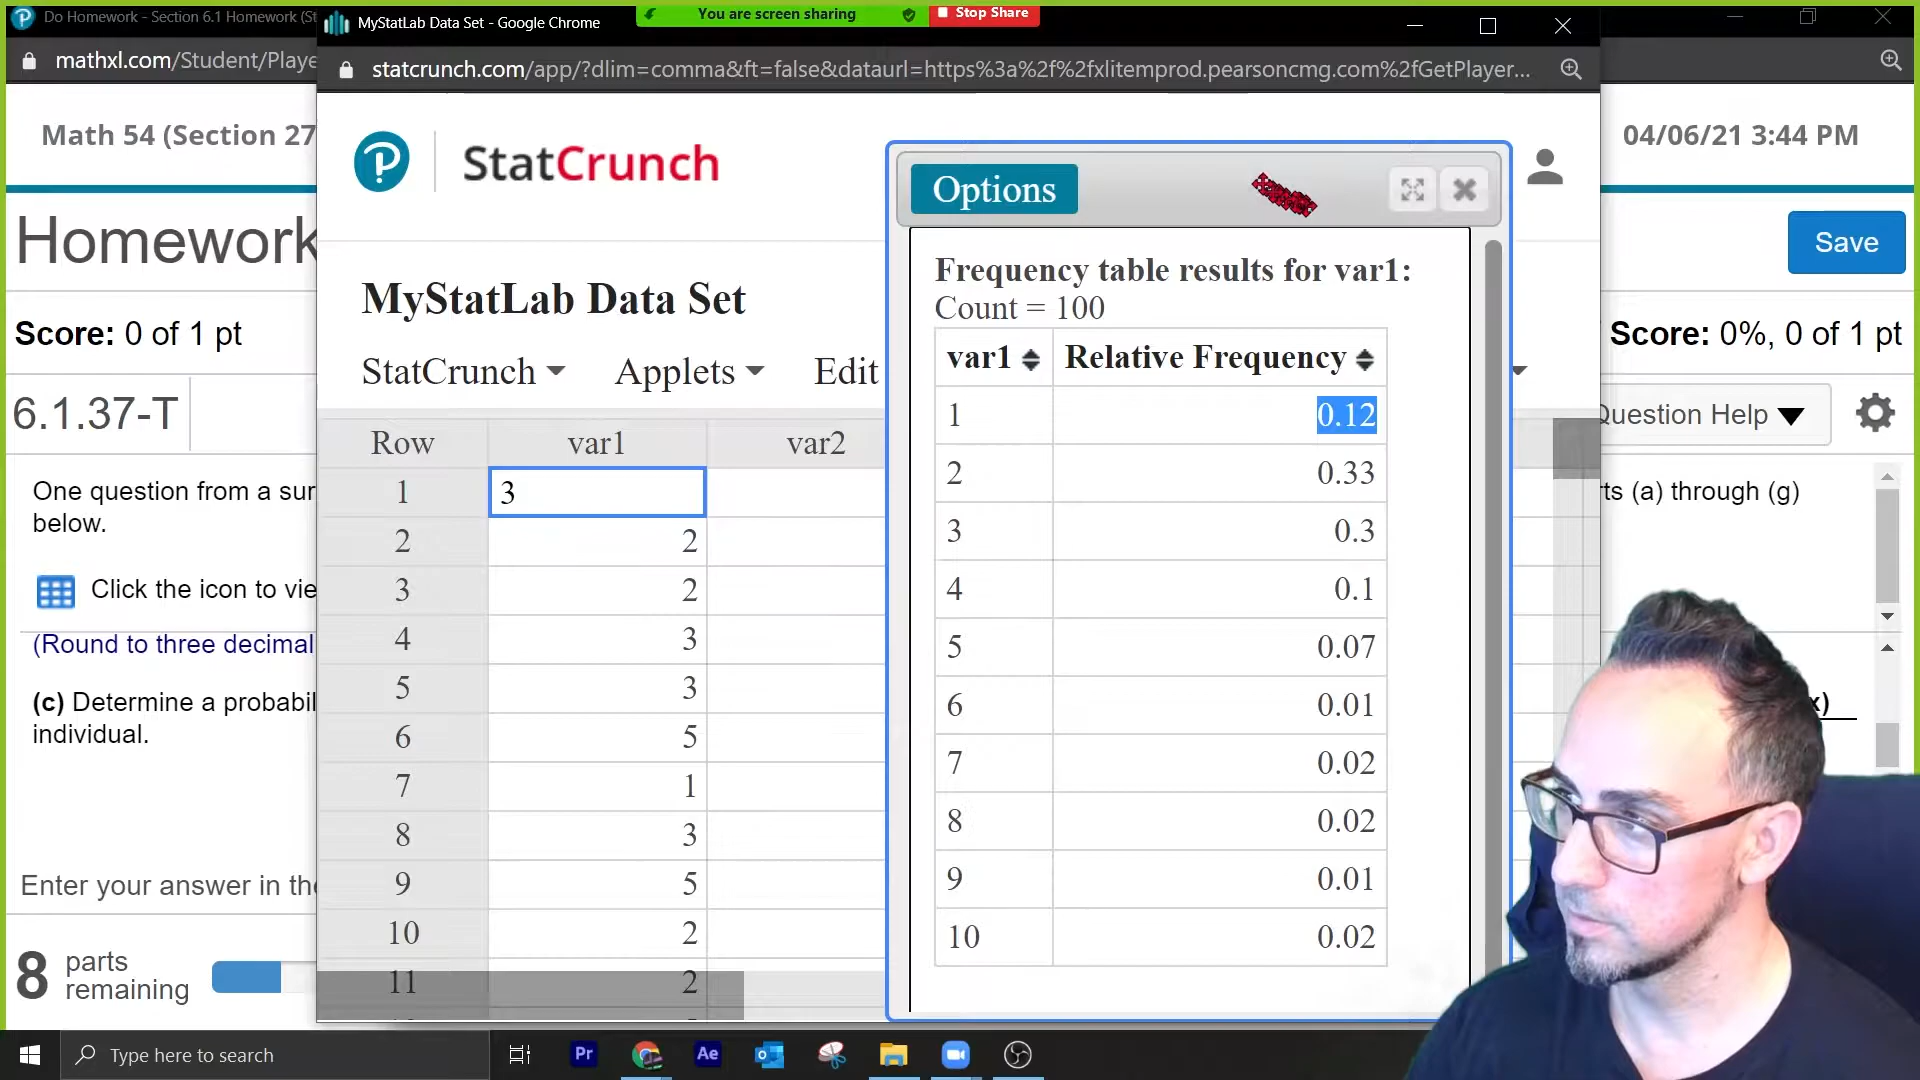 Do Homework - Section 6.1 Homework (St
MyStatLab Data Set - Google Chrome
You are screen sharing
Stop Share
mathxl.com/Student/Playe
statcrunch.com/app/?dlim=comma&ft=false&dataurl=https%3a%2f%2fxlitemprod.pearsoncmg.com%2fGetPlayer...
Math 54 (Section 27
StatCrunch
Options
04/06/21 3:44 PM
Homework
Save
Frequency table results for var1:
Count = 100
MyStatLab Data Set
Score: 0 of 1 pt
Score: 0%, 0 of 1 pt
StatCrunch Applets Edit
var1 Relative Frequency
1 0.12
2 0.33
3 0.3
4 0.1
5 0.07
6 0.01
7 0.02
8 0.02
9 0.01
10 0.02
6.1.37-T
Question Help
Row var1 var2
1 3
2 2
3 2
4 3
5 3
6 5
7 1
8 3
9 5
10 2
11 2
One question from a sur
ts (a) through (g)
below.
Click the icon to vie
(Round to three decimal
(c) Determine a probabil
x)
individual.
Enter your answer in the
8 parts
remaining
Type here to search
Pr
Ae